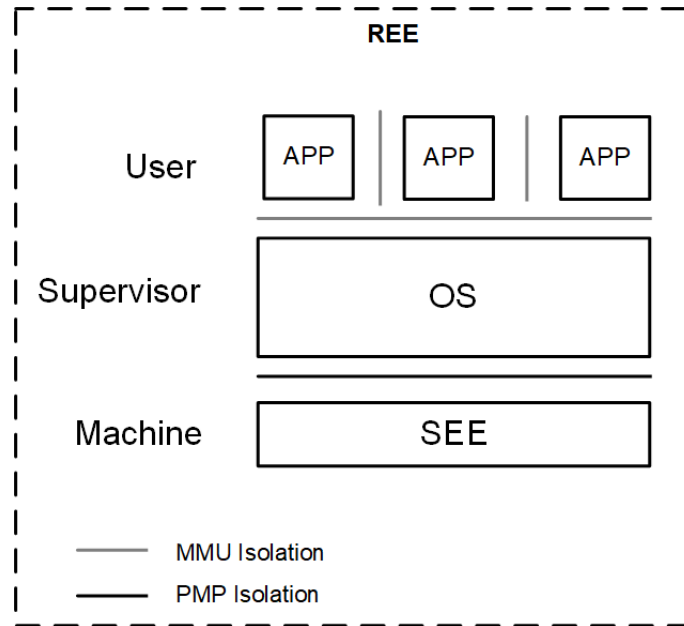 REE
User
APP
APP
APP
Supervisor
OS
Machine
SEE
MMU Isolation
PMP Isolation